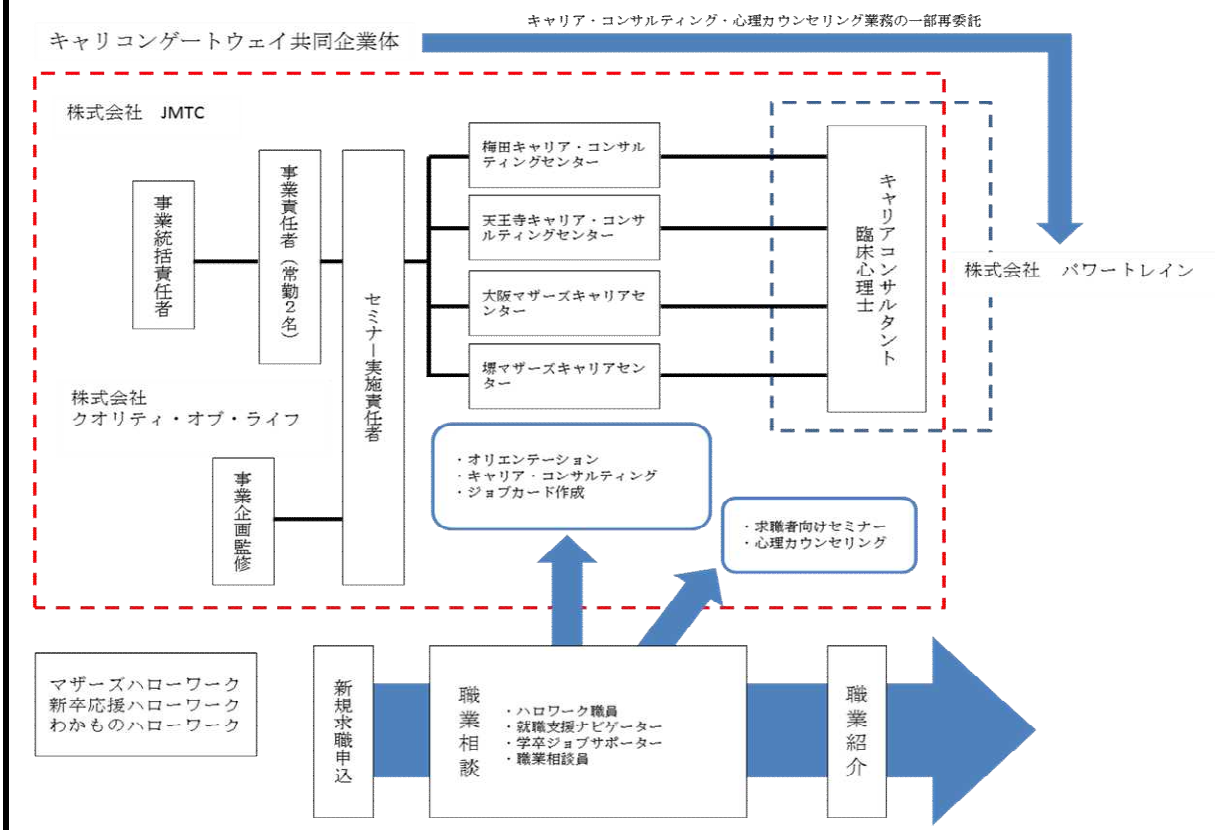 キャリア・コンサルティング・心理カウンセリング業務の一部再委託
キャリコンゲートウェイ共同企業体
株式会社 JMTC
事業統括責任者
事業責任者（常勤２名）
セミナー実施責任者
梅田キャリア・コンサル
ティングセンター
天王寺キャリア・コンサ
ルティングセンター
大阪マザーズキャリアセ
ンター
堺マザーズキャリアセン
ター
キャリアコンサルタント
臨床心理士
株式会社 パワートレイン
株式会社
クオリティ・オブ・ライフ
事業企画監修
・オリエンテーション
・キャリア・コンサルティング
・ジョブカード作成
・求職者向けセミナー
・心理カウンセリング
マザーズハローワーク
新卒応援ハローワーク
わかものハローワーク
新規求職申込
職業相談
・ハロワーク職員
・就職支援ナビゲーター
・学卒ジョブサポーター
・職業相談員
職業紹介